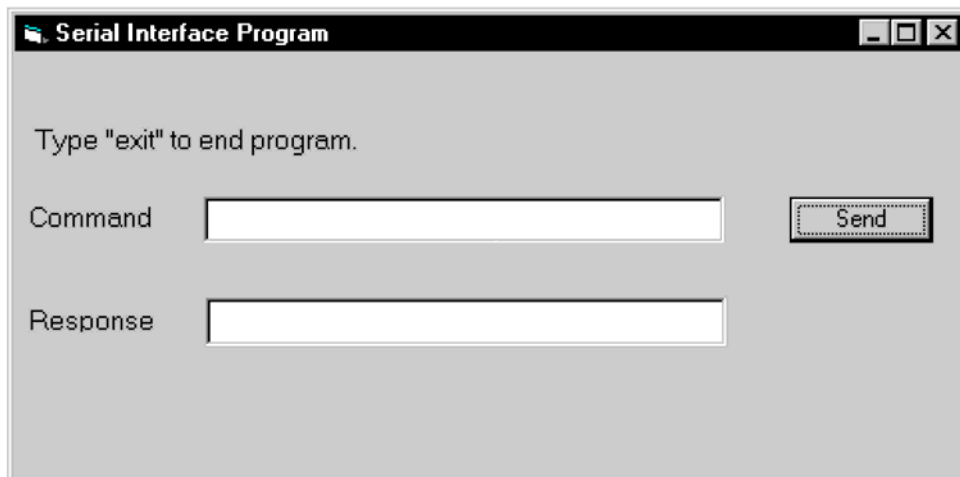 Serial Interface Program
Type "exit" to end program.
Command
Send
Response